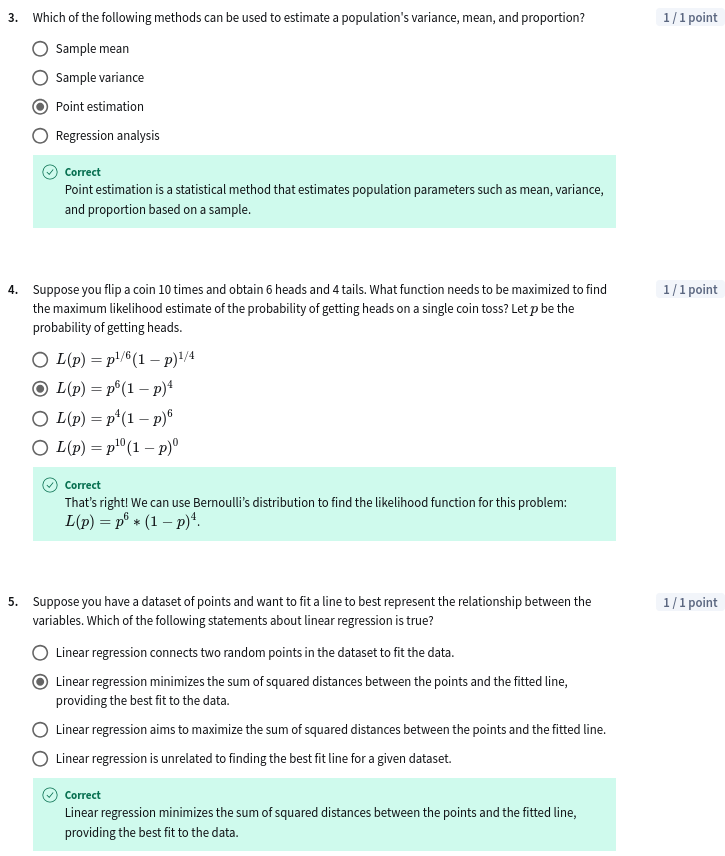 3. Which of the following methods can be used to estimate a population's variance, mean, and proportion?
1 / 1 point
Sample mean
Sample variance
Point estimation
Regression analysis
Correct
Point estimation is a statistical method that estimates population parameters such as mean, variance,
and proportion based on a sample.
4. Suppose you flip a coin 10 times and obtain 6 heads and 4 tails. What function needs to be maximized to find
1 / 1 point
the maximum likelihood estimate of the probability of getting heads on a single coin toss? Let p be the
probability of getting heads.
L(p) = p^{1/6}(1 − p)^{1/4}
L(p) = p^6(1 − p)^4
L(p) = p^4(1 − p)^6
L(p) = p^{10}(1 − p)^0
Correct
That's right! We can use Bernoulli's distribution to find the likelihood function for this problem:
L(p) = p^6 ∗ (1 − p)^4.
5. Suppose you have a dataset of points and want to fit a line to best represent the relationship between the
1 / 1 point
variables. Which of the following statements about linear regression is true?
Linear regression connects two random points in the dataset to fit the data.
Linear regression minimizes the sum of squared distances between the points and the fitted line,
providing the best fit to the data.
Linear regression aims to maximize the sum of squared distances between the points and the fitted line.
Linear regression is unrelated to finding the best fit line for a given dataset.
Correct
Linear regression minimizes the sum of squared distances between the points and the fitted line,
providing the best fit to the data.